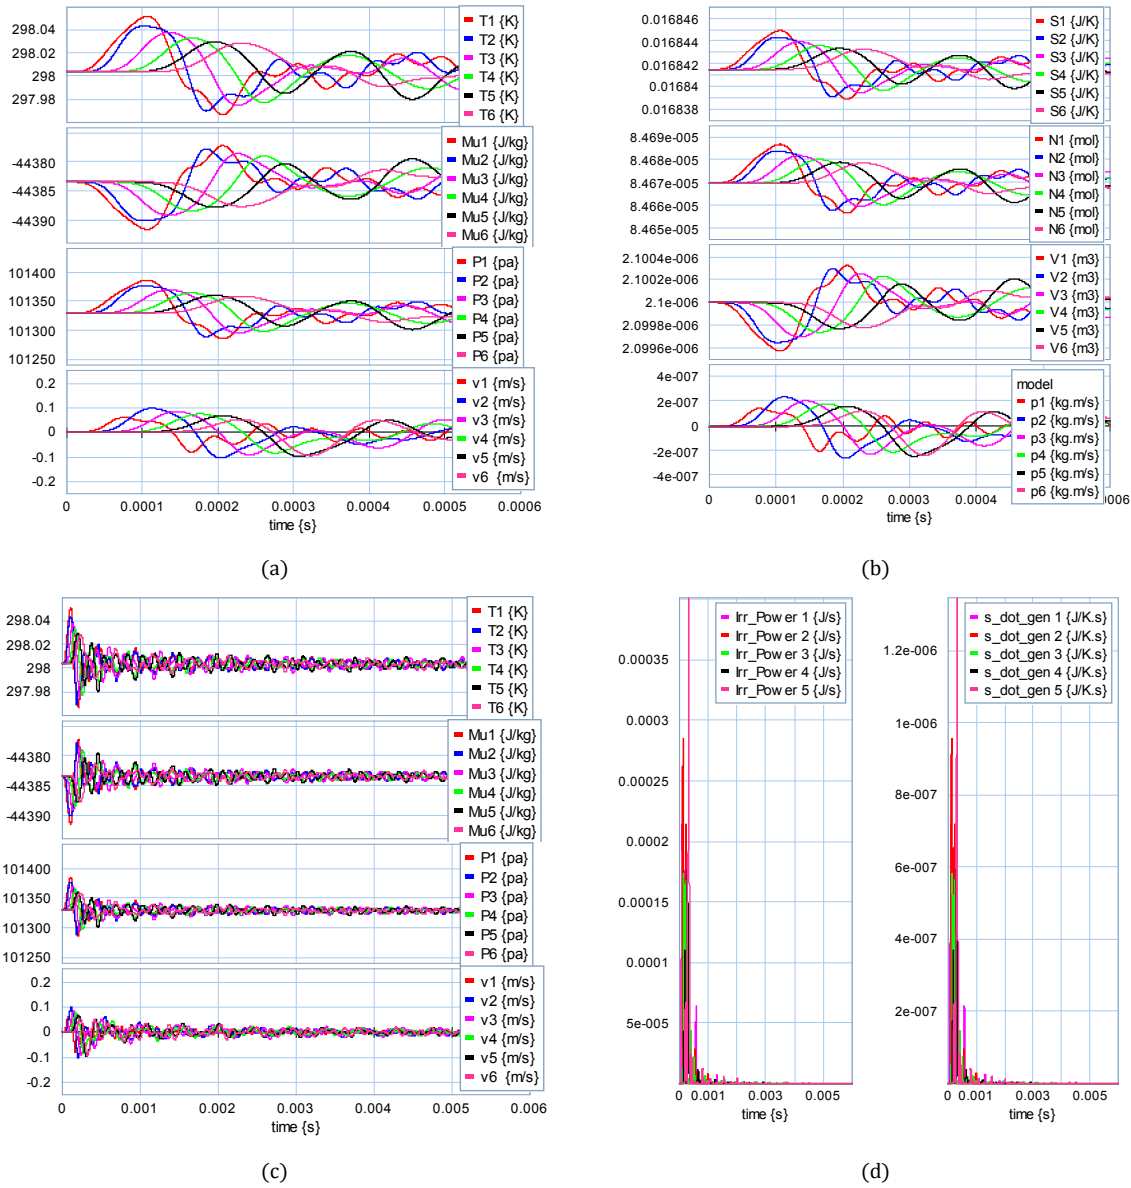 298.04
298.02
298
297.98
T1 {K}
T2 {K}
T3 {K}
T4 {K}
T5 {K}
T6 {K}
-44380
-44385
-44390
Mu1 {J/kg}
Mu2 {J/kg}
Mu3 {J/kg}
Mu4 {J/kg}
Mu5 {J/kg}
Mu6 {J/kg}
101400
101350
101300
101250
P1 {pa}
P2 {pa}
P3 {pa}
P4 {pa}
P5 {pa}
P6 {pa}
0.2
0.1
0
-0.1
-0.2
v1 {m/s}
v2 {m/s}
v3 {m/s}
v4 {m/s}
v5 {m/s}
v6 {m/s}
0 0.0001 0.0002 0.0003 0.0004 0.0005 0.0006
time {s}
(a)
0.016846
0.016844
0.016842
0.01684
0.016838
S1 {J/K}
S2 {J/K}
S3 {J/K}
S4 {J/K}
S5 {J/K}
S6 {J/K}
8.469e-005
8.468e-005
8.467e-005
8.466e-005
8.465e-005
N1 {mol}
N2 {mol}
N3 {mol}
N4 {mol}
N5 {mol}
N6 {mol}
2.1004e-006
2.1002e-006
2.1e-006
2.0998e-006
2.0996e-006
V1 {m3}
V2 {m3}
V3 {m3}
V4 {m3}
V5 {m3}
V6 {m3}
4e-007
2e-007
0
-2e-007
-4e-007
model
p1 {kg.m/s}
p2 {kg.m/s}
p3 {kg.m/s}
p4 {kg.m/s}
p5 {kg.m/s}
p6 {kg.m/s}
0 0.0001 0.0002 0.0003 0.0004 006
time {s}
(b)
298.04
298.02
298
297.98
T1 {K}
T2 {K}
T3 {K}
T4 {K}
T5 {K}
T6 {K}
-44380
-44385
-44390
Mu1 {J/kg}
Mu2 {J/kg}
Mu3 {J/kg}
Mu4 {J/kg}
Mu5 {J/kg}
Mu6 {J/kg}
101400
101350
101300
101250
P1 {pa}
P2 {pa}
P3 {pa}
P4 {pa}
P5 {pa}
P6 {pa}
0.2
0.1
0
-0.1
-0.2
v1 {m/s}
v2 {m/s}
v3 {m/s}
v4 {m/s}
v5 {m/s}
v6 {m/s}
0 0.001 0.002 0.003 0.004 0.005 0.006
time {s}
(c)
0.00035
0.0003
0.00025
0.0002
0.00015
0.0001
5e-005
Irr_Power 1 {J/s}
Irr_Power 2 {J/s}
Irr_Power 3 {J/s}
Irr_Power 4 {J/s}
Irr_Power 5 {J/s}
0 0.001 0.003 0.005
time {s}
1.2e-006
1e-006
8e-007
6e-007
4e-007
2e-007
s_dot_gen 1 {J/K.s}
s_dot_gen 2 {J/K.s}
s_dot_gen 3 {J/K.s}
s_dot_gen 4 {J/K.s}
s_dot_gen 5 {J/K.s}
0 0.001 0.003 0.005
time {s}
(d)